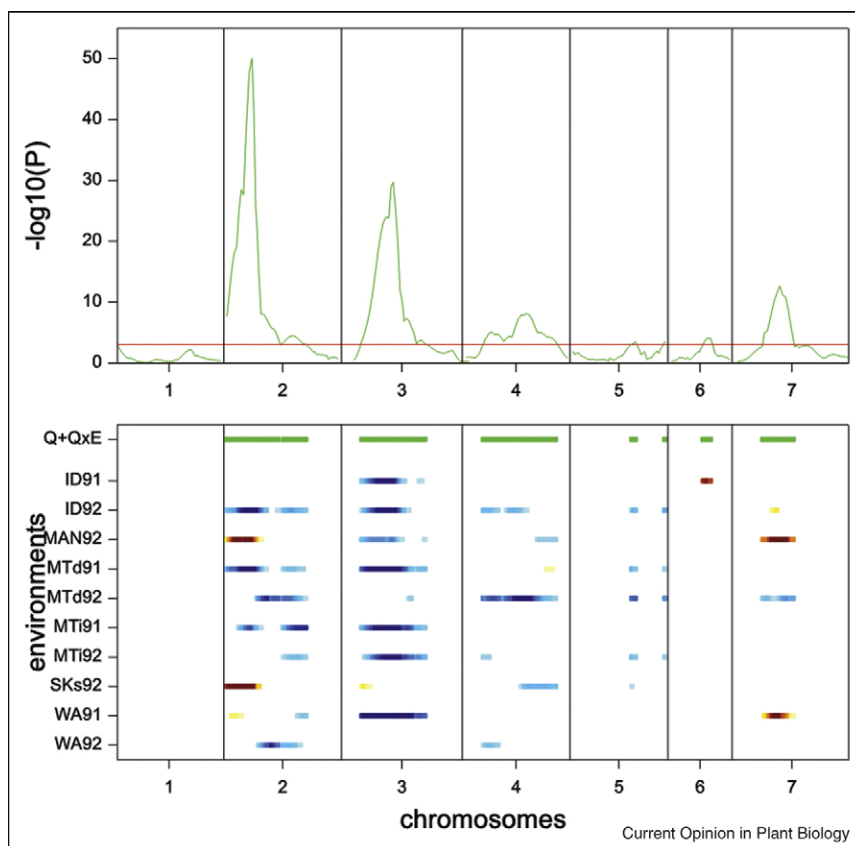 50
40
30
20
10
0
-log10(P)
1 2 3 4 5 6 7
Q+QxE
ID91
ID92
MAN92
MTd91
MTd92
MTi91
MTi92
SKs92
WA91
WA92
environments
1 2 3 4 5 6 7
chromosomes
Current Opinion in Plant Biology